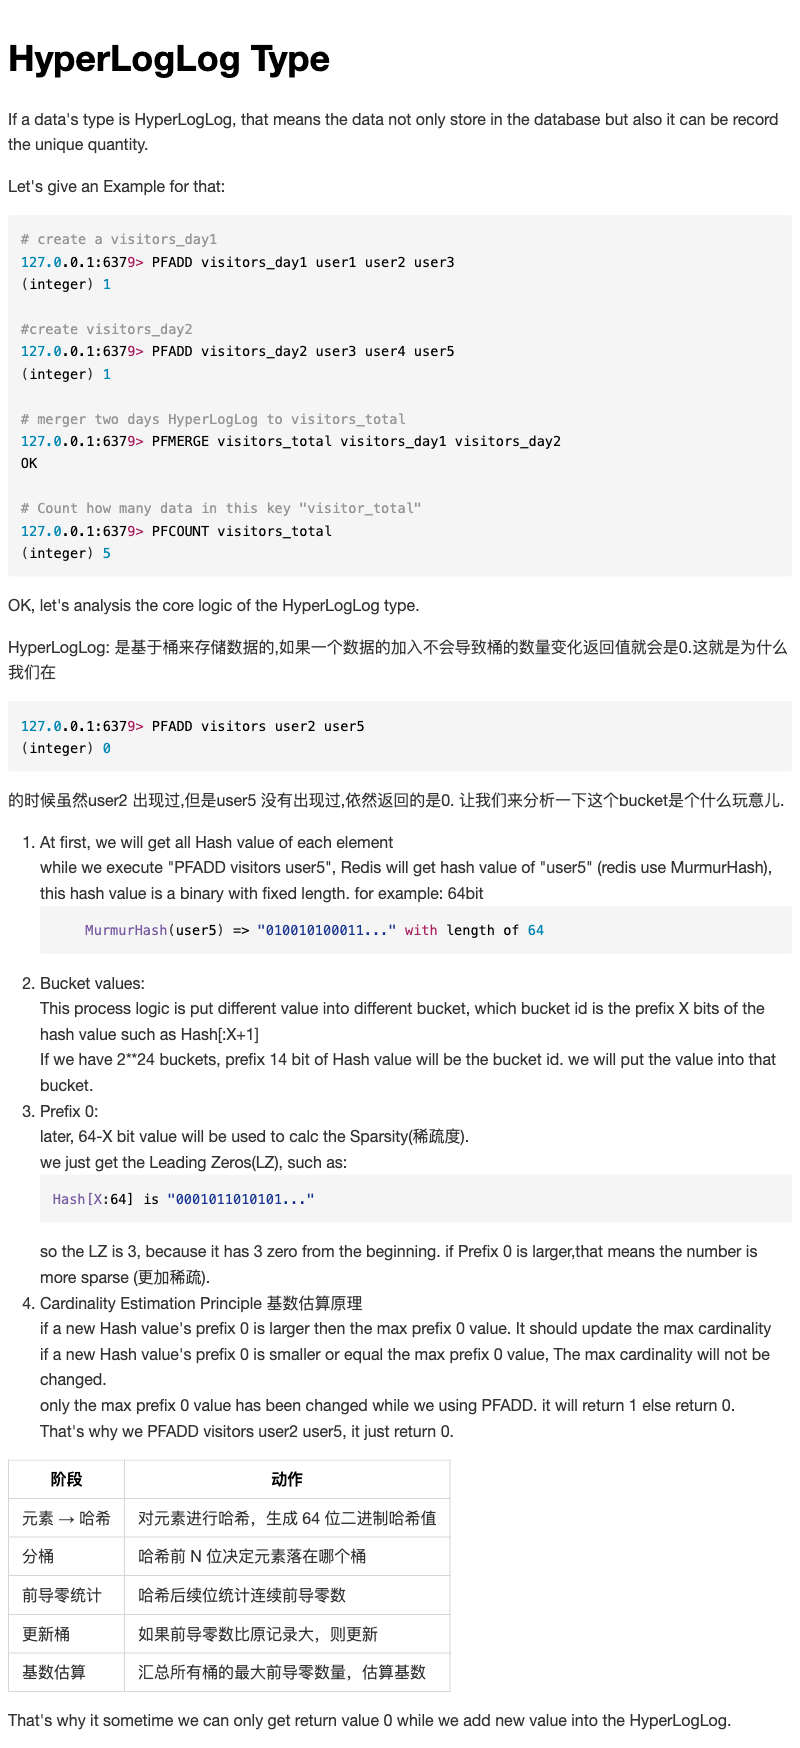 HyperLogLog Type
If a data's type is HyperLogLog, that means the data not only store in the database but also it can be record
the unique quantity.
Let's give an Example for that:
# create a visitors_day1
127.0.0.1:6379> PFADD visitors_day1 user1 user2 user3
(integer) 1
#create visitors_day2
127.0.0.1:6379> PFADD visitors_day2 user3 user4 user5
(integer) 1
# merger two days HyperLogLog to visitors_total
127.0.0.1:6379> PFMERGE visitors_total visitors_day1 visitors_day2
OK
# Count how many data in this key "visitor_total"
127.0.0.1:6379> PFCOUNT visitors_total
(integer) 5
OK, let's analysis the core logic of the HyperLogLog type.
HyperLogLog: 是基于桶来存储数据的,如果一个数据的加入不会导致桶的数量变化返回值就会是0.这就是为什么
我们在
127.0.0.1:6379> PFADD visitors user2 user5
(integer) 0
的时候虽然user2 出现过,但是user5 没有出现过,依然返回的是0. 让我们来分析一下这个bucket是个什么玩意儿.
1. At first, we will get all Hash value of each element
while we execute "PFADD visitors user5", Redis will get hash value of "user5" (redis use MurmurHash),
this hash value is a binary with fixed length. for example: 64bit
MurmurHash(user5) => "010010100011..." with length of 64
2. Bucket values:
This process logic is put different value into different bucket, which bucket id is the prefix X bits of the
hash value such as Hash[:X+1]
If we have 2**24 buckets, prefix 14 bit of Hash value will be the bucket id. we will put the value into that
bucket.
3. Prefix 0:
later, 64-X bit value will be used to calc the Sparsity(稀疏度).
we just get the Leading Zeros(LZ), such as:
Hash[X:64] is "0001011010101..."
so the LZ is 3, because it has 3 zero from the beginning. if Prefix 0 is larger,that means the number is
more sparse (更加稀疏).
4. Cardinality Estimation Principle 基数估算原理
if a new Hash value's prefix 0 is larger then the max prefix 0 value. It should update the max cardinality
if a new Hash value's prefix 0 is smaller or equal the max prefix 0 value, The max cardinality will not be
changed.
only the max prefix 0 value has been changed while we using PFADD. it will return 1 else return 0.
That's why we PFADD visitors user2 user5, it just return 0.
阶段 动作
元素 → 哈希 对元素进行哈希，生成 64 位二进制哈希值
分桶 哈希前 N 位决定元素落在哪个桶
前导零统计 哈希后续位统计连续前导零数
更新桶 如果前导零数比原记录大，则更新
基数估算 汇总所有桶的最大前导零数量，估算基数
That's why it sometime we can only get return value 0 while we add new value into the HyperLogLog.